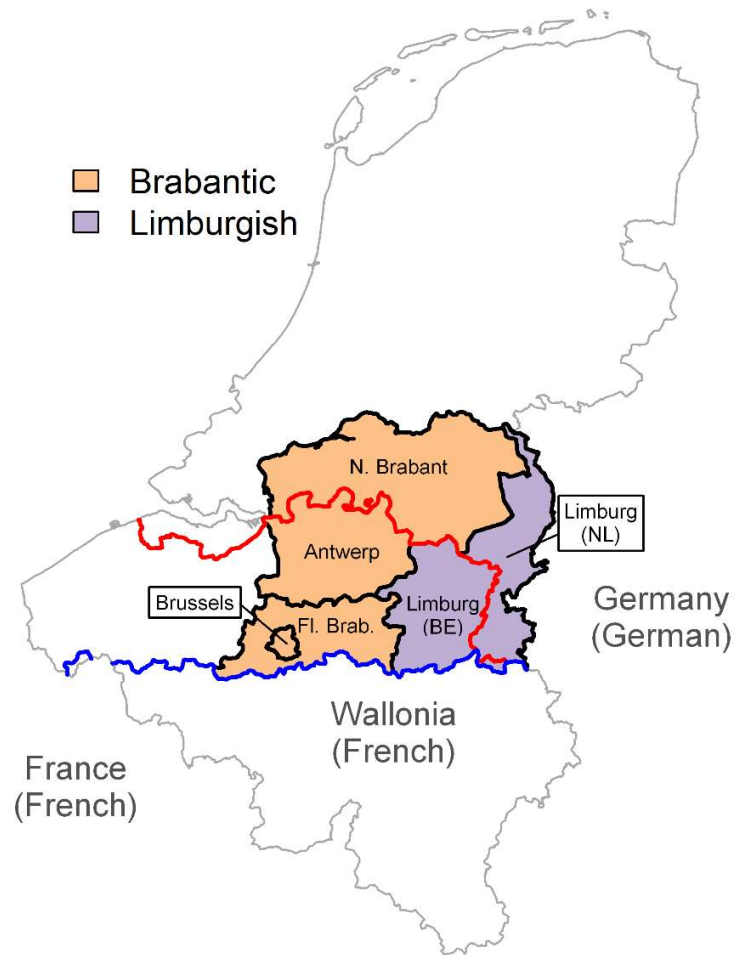 Brabantic
Limburgish
N. Brabant
Limburg
(NL)
Antwerp
Brussels
Fl. Brab.
Limburg
(BE)
Germany
(German)
Wallonia
(French)
France
(French)